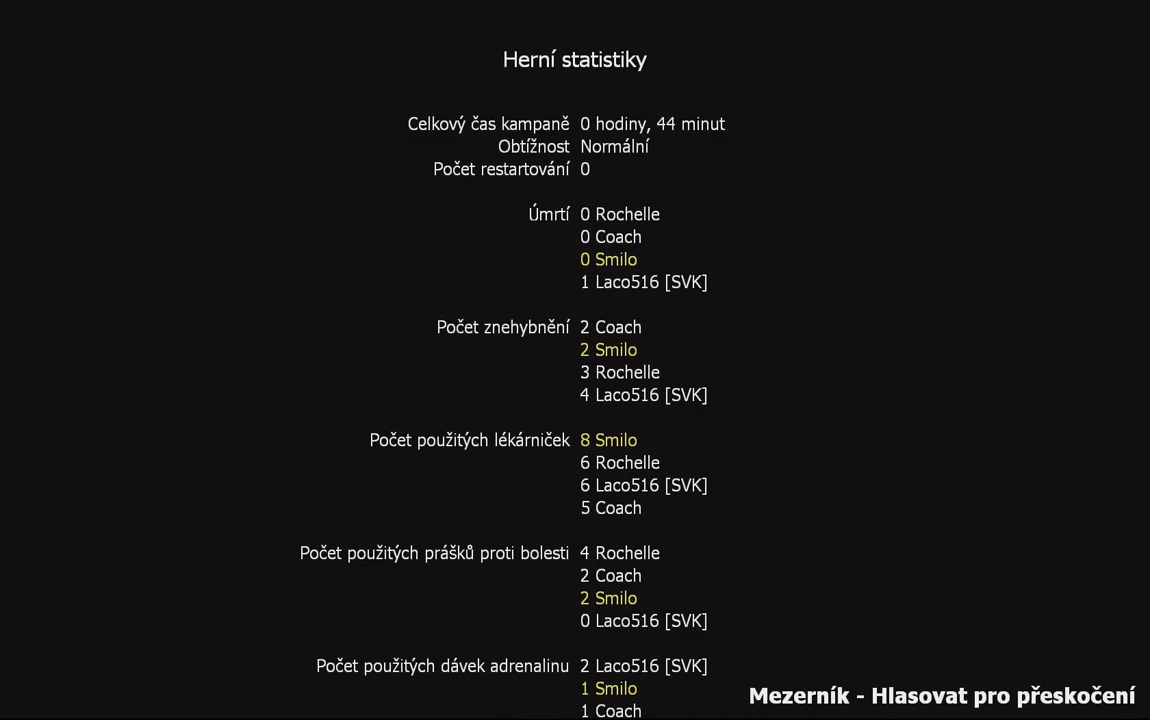 Herní statistiky
Celkový čas kampaně 0 hodiny, 44 minut
Obtížnost Normální
Počet restartování 0
Úmrtí 0 Rochelle
0 Coach
0 Smilo
1 Laco516 [SVK]
Počet znehybnění 2 Coach
2 Smilo
3 Rochelle
4 Laco516 [SVK]
Počet použitých lékárniček 8 Smilo
6 Rochelle
6 Laco516 [SVK]
5 Coach
Počet použitých prášků proti bolesti 4 Rochelle
2 Coach
2 Smilo
0 Laco516 [SVK]
Počet použitých dávek adrenalinu 2 Laco516 [SVK]
1 Smilo
1 Coach
Mezerník - Hlasovat pro přeskočení